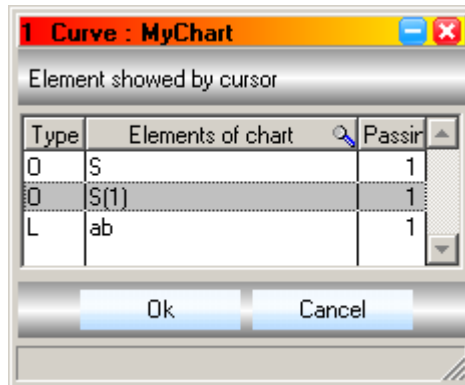 1 Curve : MyChart
Element showed by cursor
Type Elements of chart Passir
O S 1
O S(1) 1
L ab 1
Ok Cancel